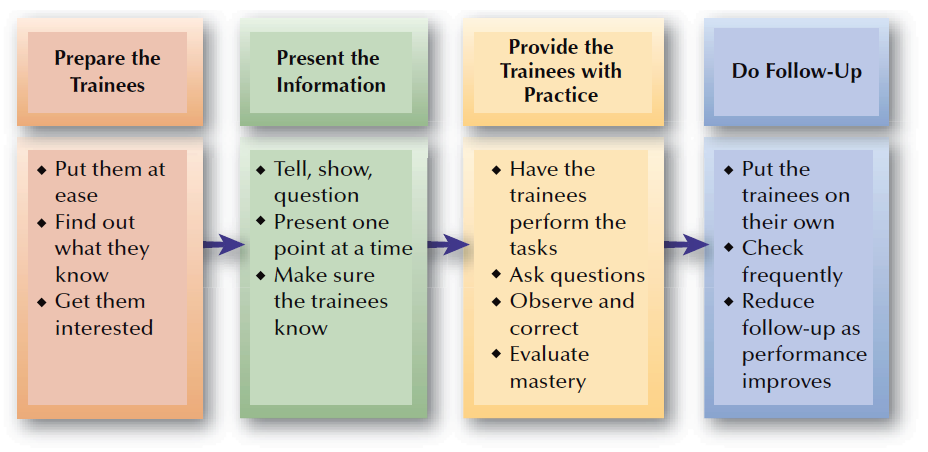 Prepare the
Trainees
Present the
Information
Provide the
Trainees with
Practice
Do Follow-Up
◆ Put them at
ease
◆ Find out
what they
know
◆ Get them
interested
◆ Tell, show,
question
◆ Present one
point at a time
◆ Make sure
the trainees
know
◆ Have the
trainees
perform the
tasks
◆ Ask questions
◆ Observe and
correct
◆ Evaluate
mastery
◆ Put the
trainees on
their own
◆ Check
frequently
◆ Reduce
follow-up as
performance
improves